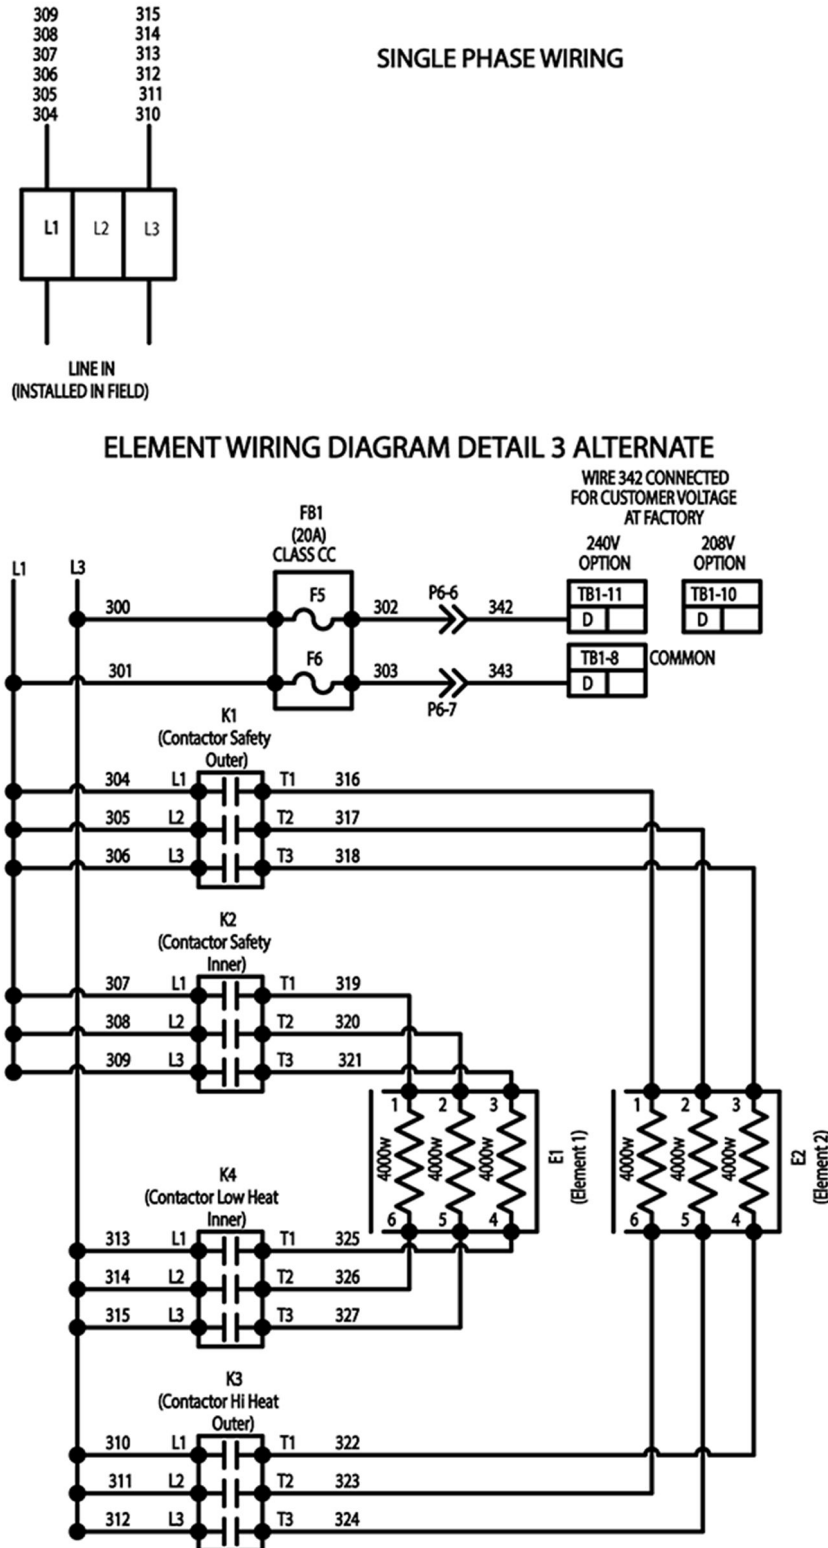 309 315
308 314
307 313
306 312
305 311
304 310
SINGLE PHASE WIRING
L1 L2 L3
LINE IN
(INSTALLED IN FIELD)
ELEMENT WIRING DIAGRAM DETAIL 3 ALTERNATE
WIRE 342 CONNECTED
FOR CUSTOMER VOLTAGE
AT FACTORY
FB1
(20A)
CLASS CC
240V
OPTION
208V
OPTION
L1 L3
300 F5 302 P6-6 342 TB1-11 TB1-10
D D
301 F6 303 P6-7 343 TB1-8 COMMON
D
K1
(Contactor Safety
Outer)
304 L1 T1 316
305 L2 T2 317
306 L3 T3 318
K2
(Contactor Safety
Inner)
307 L1 T1 319
308 L2 T2 320
309 L3 T3 321
1 2 3 1 2 3
4000w 4000w 4000w
E1
(Element 1)
4000w 4000w 4000w
E2
(Element 2)
6 5 4 6 5 4
K4
(Contactor Low Heat
Inner)
313 L1 T1 325
314 L2 T2 326
315 L3 T3 327
K3
(Contactor Hi Heat
Outer)
310 L1 T1 322
311 L2 T2 323
312 L3 T3 324